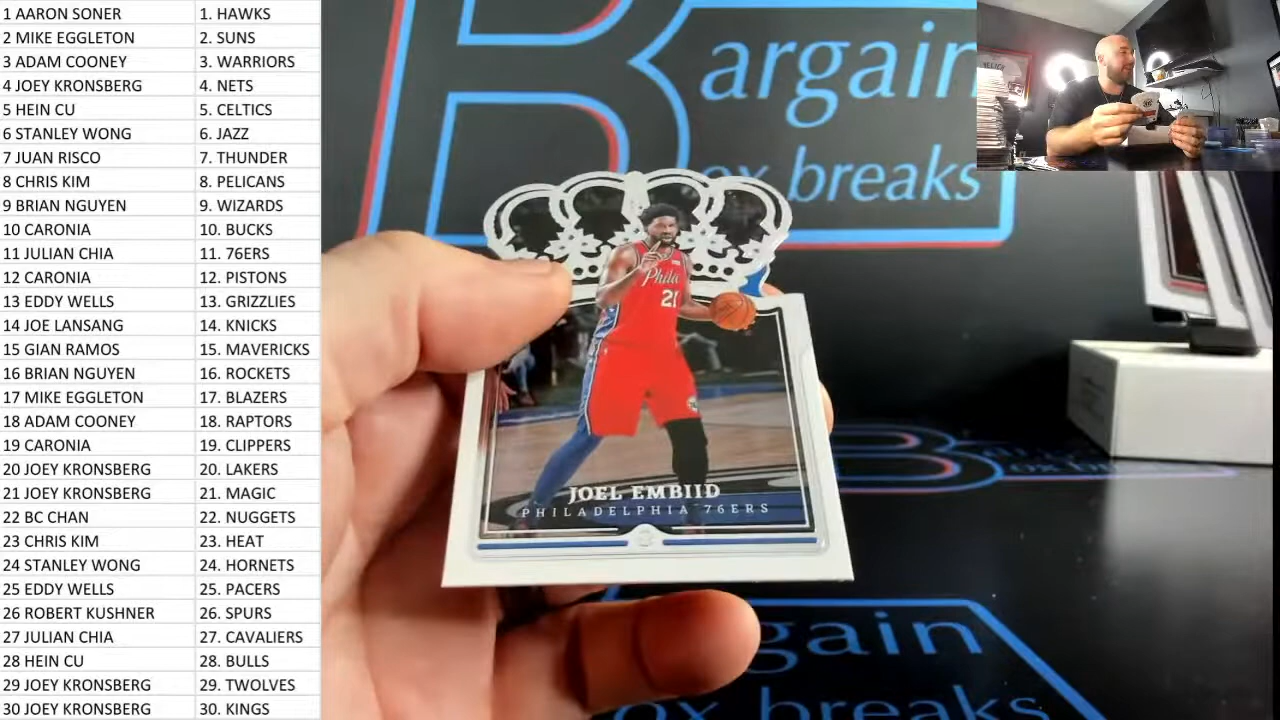 1 AARON SONER 1. HAWKS
2 MIKE EGGLETON 2. SUNS
3 ADAM COONEY 3. WARRIORS
4 JOEY KRONSBERG 4. NETS
5 HEIN CU 5. CELTICS
6 STANLEY WONG 6. JAZZ
7 JUAN RISCO 7. THUNDER
8 CHRIS KIM 8. PELICANS
9 BRIAN NGUYEN 9. WIZARDS
10 CARONIA 10. BUCKS
11 JULIAN CHIA 11. 76ERS
12 CARONIA 12. PISTONS
13 EDDY WELLS 13. GRIZZLIES
14 JOE LANSANG 14. KNICKS
15 GIAN RAMOS 15. MAVERICKS
16 BRIAN NGUYEN 16. ROCKETS
17 MIKE EGGLETON 17. BLAZERS
18 ADAM COONEY 18. RAPTORS
19 CARONIA 19. CLIPPERS
20 JOEY KRONSBERG 20. LAKERS
21 JOEY KRONSBERG 21. MAGIC
22 BC CHAN 22. NUGGETS
23 CHRIS KIM 23. HEAT
24 STANLEY WONG 24. HORNETS
25 EDDY WELLS 25. PACERS
26 ROBERT KUSHNER 26. SPURS
27 JULIAN CHIA 27. CAVALIERS
28 HEIN CU 28. BULLS
29 JOEY KRONSBERG 29. TWOLVES
30 JOEY KRONSBERG 30. KINGS
Bargain
ox breaks
Phila
21
JOEL EMBIID
PHILADELPHIA 76ERS
B
ox breaks
gain
ox breaks